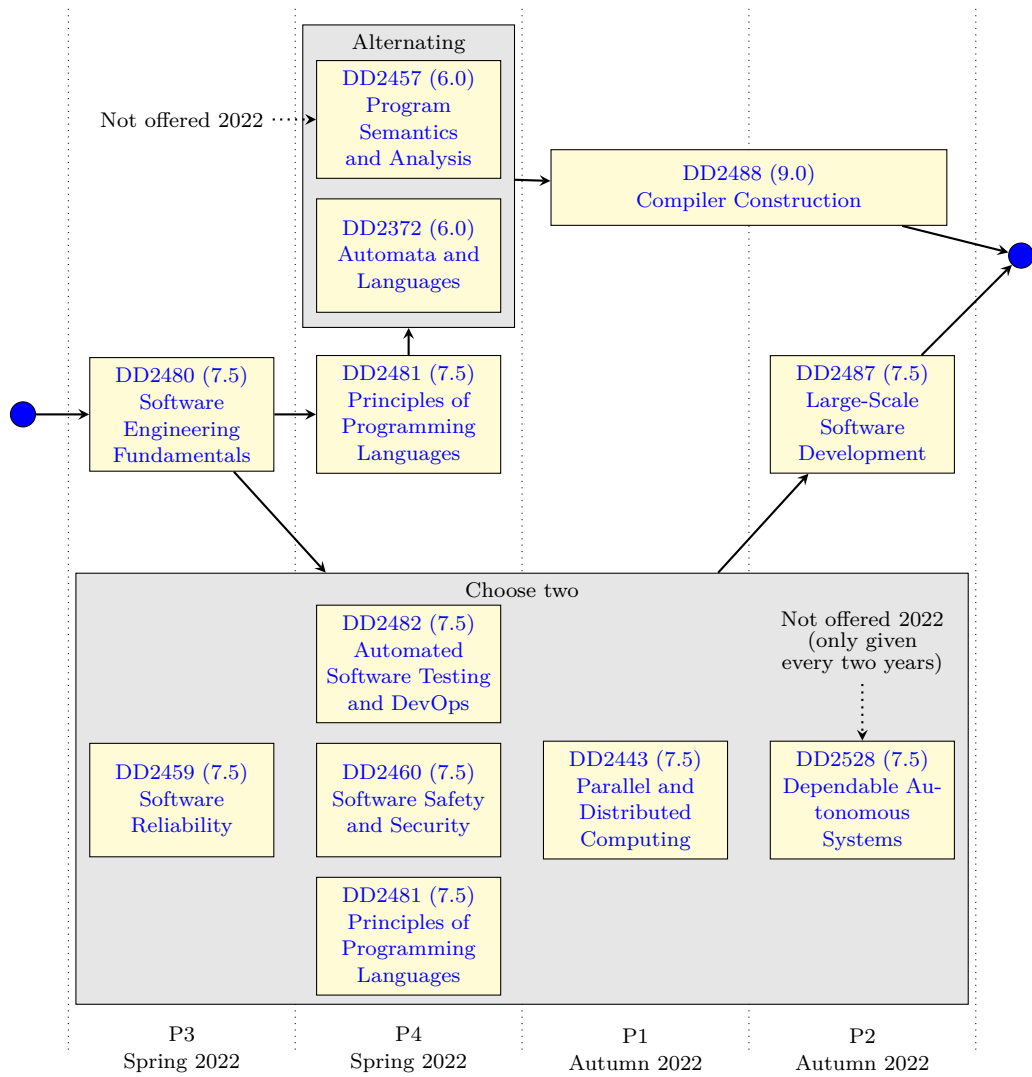 Alternating
DD2457 (6.0)
Program
Semantics
and Analysis
Not offered 2022
DD2372 (6.0)
Automata and
Languages
DD2488 (9.0)
Compiler Construction
DD2480 (7.5)
Software
Engineering
Fundamentals
DD2481 (7.5)
Principles of
Programming
Languages
DD2487 (7.5)
Large-Scale
Software
Development
Choose two
DD2482 (7.5)
Automated
Software Testing
and DevOps
Not offered 2022
(only given
every two years)
DD2459 (7.5)
Software
Reliability
DD2460 (7.5)
Software Safety
and Security
DD2443 (7.5)
Parallel and
Distributed
Computing
DD2528 (7.5)
Dependable Au-
tonomous
Systems
DD2481 (7.5)
Principles of
Programming
Languages
P3
Spring 2022
P4
Spring 2022
P1
Autumn 2022
P2
Autumn 2022